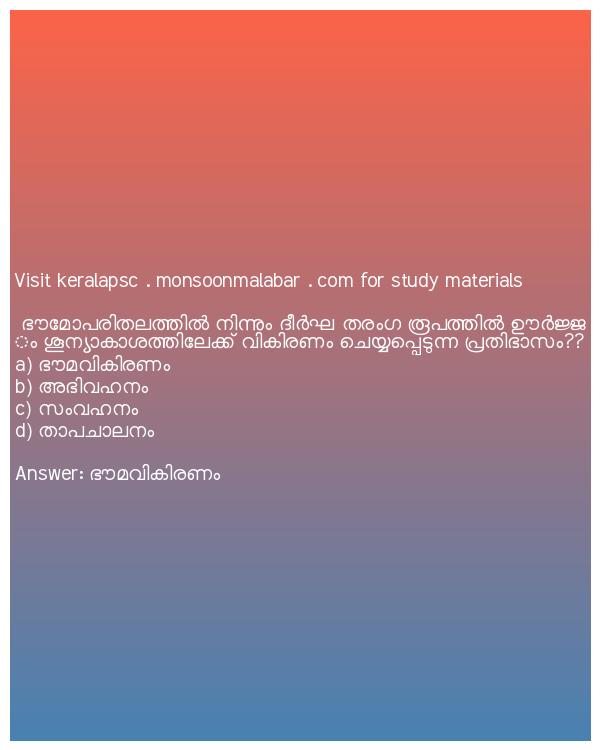 Visit keralapsc . monsoonmalabar . com for study materials
ഭൗമോപരിതലത്തിൽ നിന്നും ദീർഘ തരംഗ രൂപത്തിൽ ഊർജ്ജ
ം ശൂന്യാകാശത്തിലേക്ക് വികിരണം ചെയ്യപ്പെടുന്ന പ്രതിഭാസം??
a) ഭൗമവികിരണം
b) അഭിവഹനം
c) സംവഹനം
d) താപചാലനം
Answer: ഭൗമവികിരണം